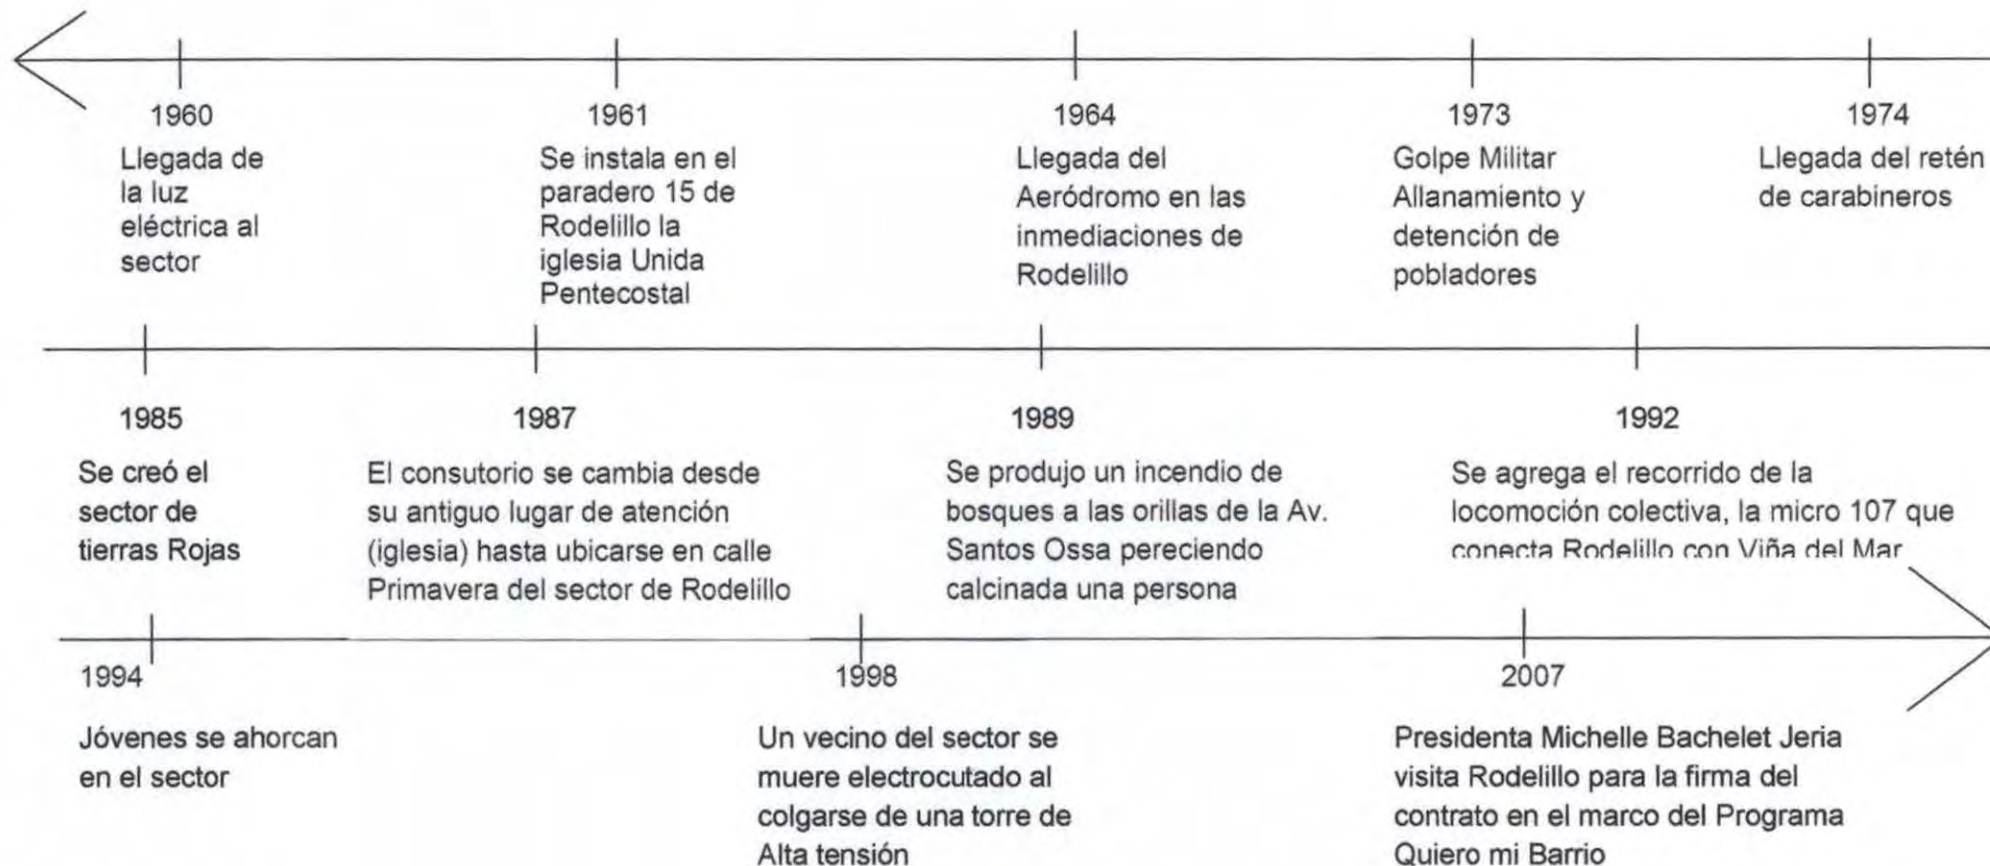 1960
Llegada de
la luz
eléctrica al
sector
1961
Se instala en el
paradero 15 de
Rodelillo la
iglesia Unida
Pentecostal
1964
Llegada del
Aeródromo en las
inmediaciones de
Rodelillo
1973
Golpe Militar
Allanamiento y
detención de
pobladores
1974
Llegada del retén
de carabineros
1985
Se creó el
sector de
tierras Rojas
1987
El consutorio se cambia desde
su antiguo lugar de atención
(iglesia) hasta ubicarse en calle
Primavera del sector de Rodelillo
1989
Se produjo un incendio de
bosques a las orillas de la Av.
Santos Ossa pereciendo
calcinada una persona
1992
Se agrega el recorrido de la
locomoción colectiva, la micro 107 que
conecta Rodelillo con Viña del Mar
1994
Jóvenes se ahorcan
en el sector
1998
Un vecino del sector se
muere electrocutado al
colgarse de una torre de
Alta tensión
2007
Presidenta Michelle Bachelet Jeria
visita Rodelillo para la firma del
contrato en el marco del Programa
Quiero mi Barrio